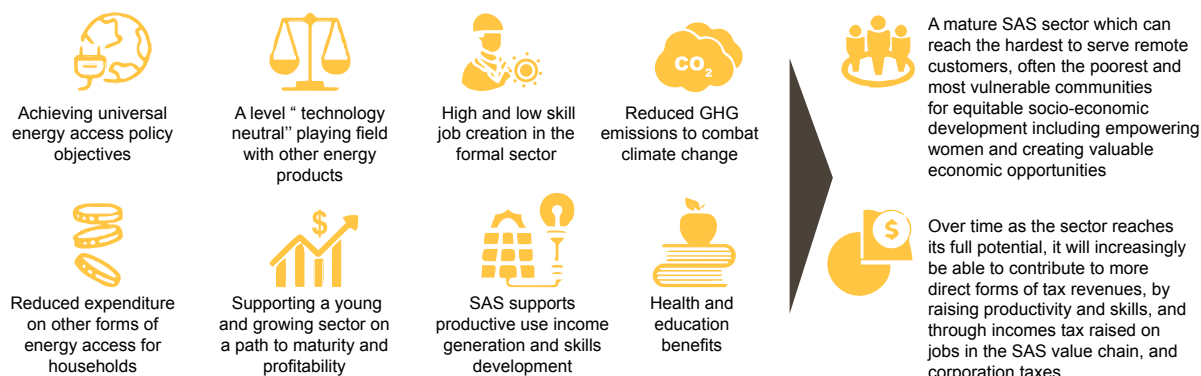 Achieving universal
energy access policy
objectives
A level “ technology
neutral” playing field
with other energy
products
High and low skill
job creation in the
formal sector
CO2
Reduced GHG
emissions to combat
climate change
Reduced expenditure
on other forms of
energy access for
households
$
Supporting a young
and growing sector on
a path to maturity and
profitability
SAS supports
productive use income
generation and skills
development
Health and
education
benefits
A mature SAS sector which can
reach the hardest to serve remote
customers, often the poorest and
most vulnerable communities
for equitable socio-economic
development including empowering
women and creating valuable
economic opportunities
$
Over time as the sector reaches
its full potential, it will increasingly
be able to contribute to more
direct forms of tax revenues, by
raising productivity and skills, and
through incomes tax raised on
jobs in the SAS value chain, and
corporation taxes